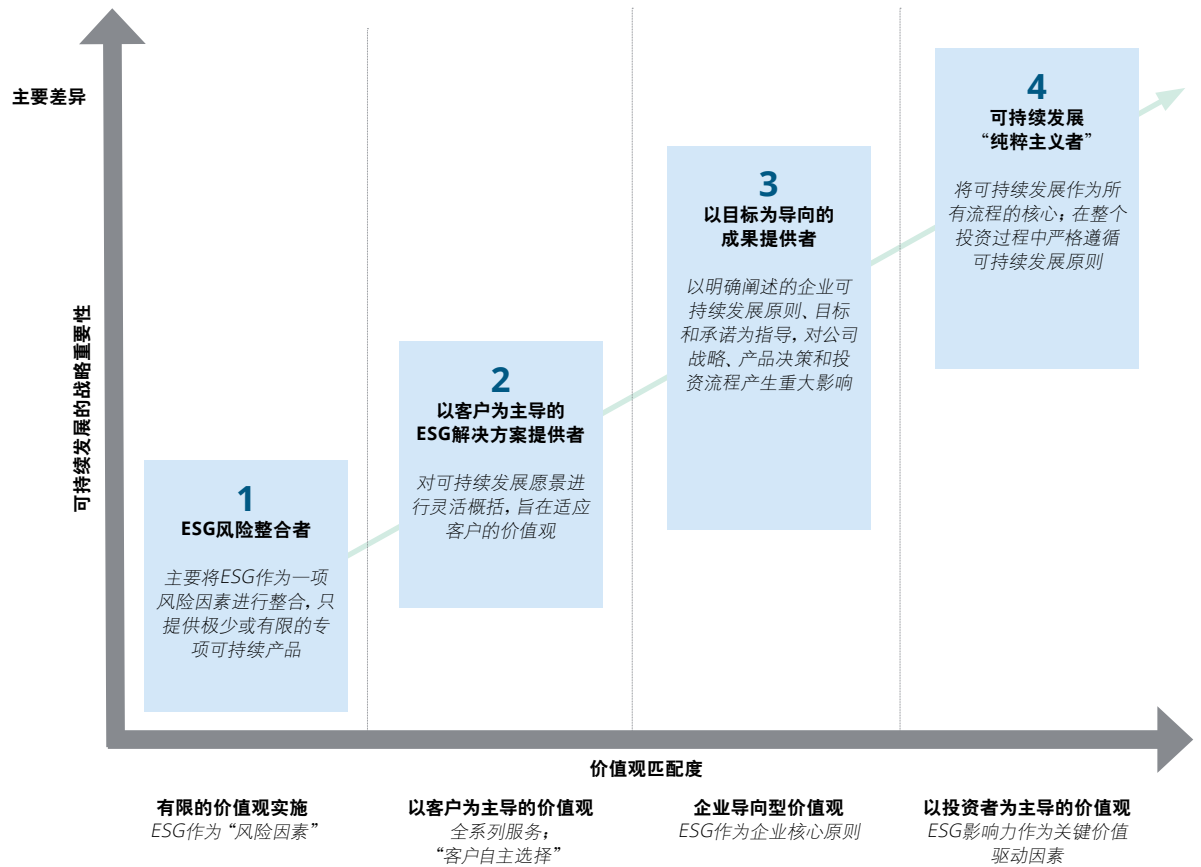 主要差异
可持续发展的战略重要性
1
ESG风险整合者
主要将ESG作为一项
风险因素进行整合，只
提供极少或有限的专
项可持续产品
2
以客户为主导的
ESG解决方案提供者
对可持续发展愿景进
行灵活概括，旨在适应
客户的价值观
3
以目标为导向的
成果提供者
以明确阐述的企业可
持续发展原则、目标
和承诺为指导，对公司
战略、产品决策和投
资流程产生重大影响
4
可持续发展
“纯粹主义者”
将可持续发展作为所
有流程的核心；在整个
投资过程中严格遵循
可持续发展原则
价值观匹配度
有限的价值观实施
ESG作为“风险因素”
以客户为主导的价值观
全系列服务；
“客户自主选择”
企业导向型价值观
ESG作为企业核心原则
以投资者为主导的价值观
ESG影响力作为关键价值
驱动因素